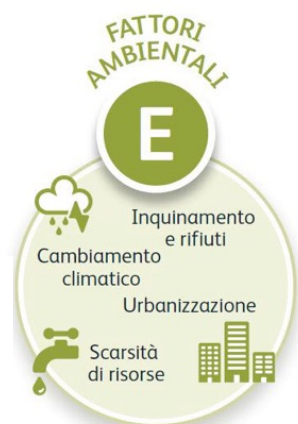 FATTORI
AMBIENTALI
E
Inquinamento
e rifiuti
Cambiamento
climatico
Urbanizzazione
Scarsità
di risorse